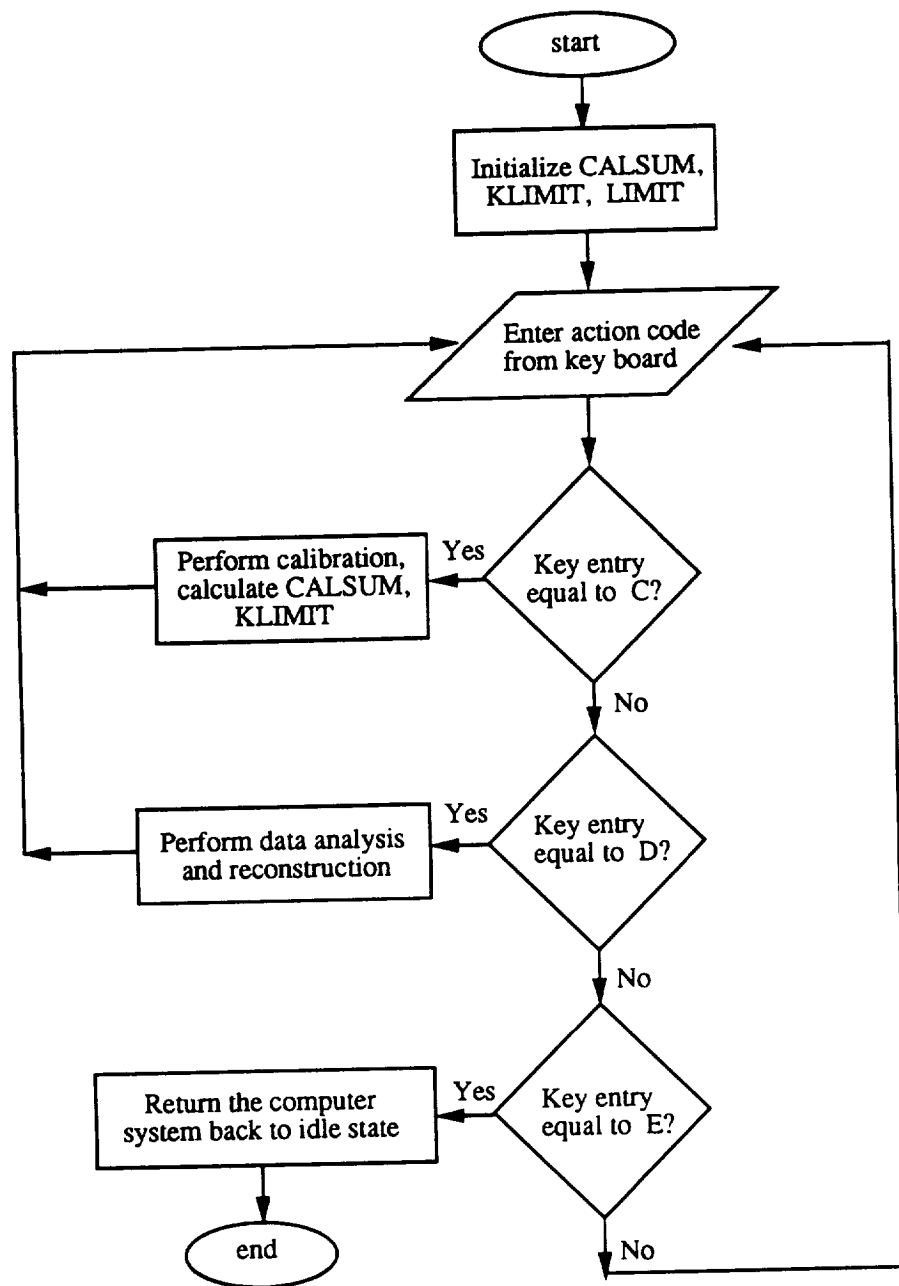 start
Initialize CALSUM,
KLIMIT, LIMIT
Enter action code
from key board
Key entry
equal to C?
Yes
Perform calibration,
calculate CALSUM,
KLIMIT
No
Key entry
equal to D?
Yes
Perform data analysis
and reconstruction
No
Key entry
equal to E?
Yes
Return the computer
system back to idle state
end
No